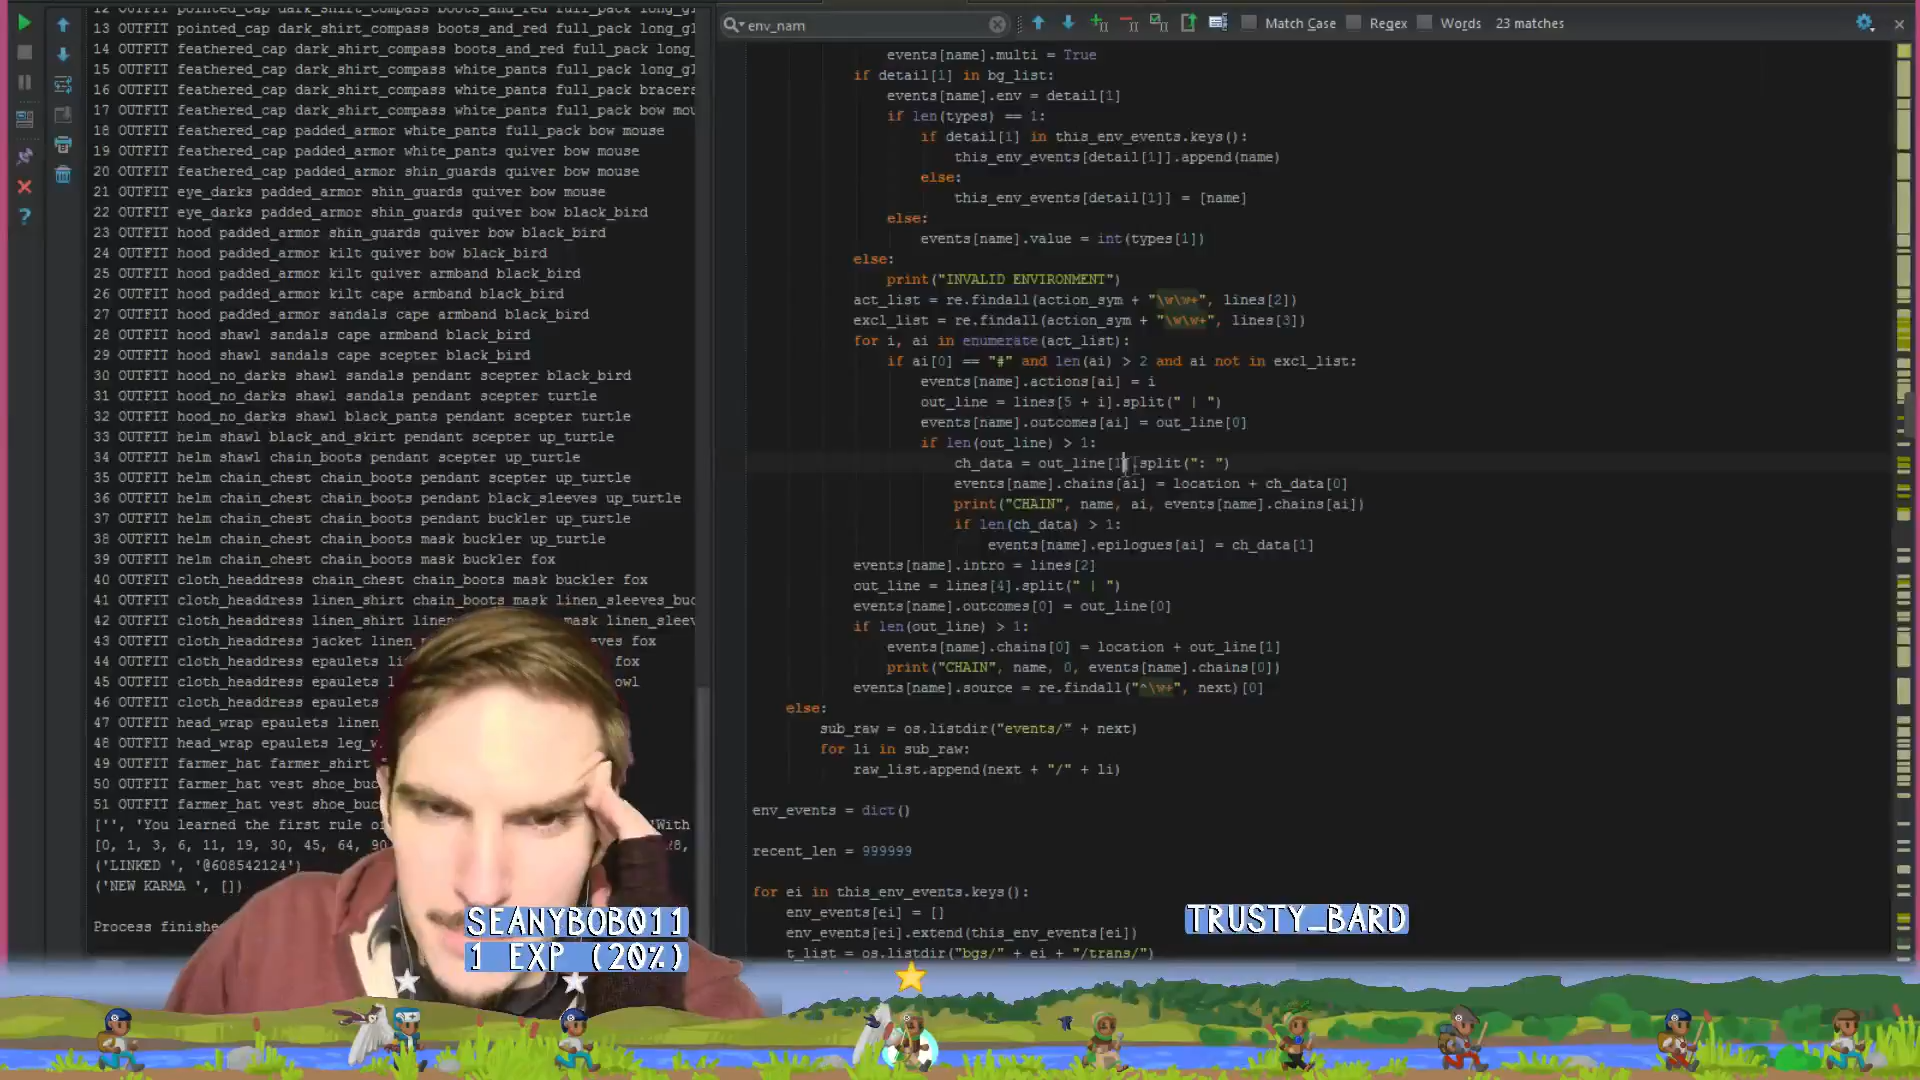 12 OUTFIT pointed_cap dark_shirt_compass boots_and_red full_pack
13 OUTFIT pointed_cap dark_shirt_compass boots_and_red full_pack long_gl
14 OUTFIT feathered_cap dark_shirt_compass boots_and_red full_pack long_
15 OUTFIT feathered_cap dark_shirt_compass white_pants full_pack long_gl
16 OUTFIT feathered_cap dark_shirt_compass white_pants full_pack bracers
17 OUTFIT feathered_cap dark_shirt_compass white_pants full_pack bow mou
18 OUTFIT feathered_cap padded_armor white_pants full_pack bow mouse
19 OUTFIT feathered_cap padded_armor white_pants quiver bow mouse
20 OUTFIT feathered_cap padded_armor shin_guards quiver bow mouse
21 OUTFIT eye_darks padded_armor shin_guards quiver bow mouse
22 OUTFIT eye_darks padded_armor shin_guards quiver bow black_bird
23 OUTFIT hood padded_armor shin_guards quiver bow black_bird
24 OUTFIT hood padded_armor kilt quiver bow black_bird
25 OUTFIT hood padded_armor kilt quiver armband black_bird
26 OUTFIT hood padded_armor kilt cape armband black_bird
27 OUTFIT hood padded_armor sandals cape armband black_bird
28 OUTFIT hood shawl sandals cape armband black_bird
29 OUTFIT hood shawl sandals cape scepter black_bird
30 OUTFIT hood_no_darks shawl sandals pendant scepter black_bird
31 OUTFIT hood_no_darks shawl sandals pendant scepter turtle
32 OUTFIT hood_no_darks shawl black_pants pendant scepter turtle
33 OUTFIT helm shawl black_and_skirt pendant scepter up_turtle
34 OUTFIT helm shawl chain_boots pendant scepter up_turtle
35 OUTFIT helm chain_chest chain_boots pendant scepter up_turtle
36 OUTFIT helm chain_chest chain_boots pendant black_sleeves up_turtle
37 OUTFIT helm chain_chest chain_boots pendant buckler up_turtle
38 OUTFIT helm chain_chest chain_boots mask buckler up_turtle
39 OUTFIT helm chain_chest chain_boots mask buckler fox
40 OUTFIT cloth_headdress chain_chest chain_boots mask buckler fox
41 OUTFIT cloth_headdress linen_shirt chain_boots mask linen_sleeves_buc
42 OUTFIT cloth_headdress linen_shirt mask linen_sleev
43 OUTFIT cloth_headdress jacket fox
44 OUTFIT cloth_headdress epaulets fox
45 OUTFIT cloth_headdress epaulets
46 OUTFIT cloth_headdress epaulets
47 OUTFIT head_wrap epaulets linen
48 OUTFIT head_wrap epaulets
49 OUTFIT farmer_hat farmer_shirt
50 OUTFIT farmer_hat vest shoe_buc
51 OUTFIT farmer_hat vest shoe_buc
['', 'You learned the first rule 'With
[0, 1, 3, 6, 11, 19, 30, 45, 64, 90
('LINKED ', '@608542124')
('NEW KARMA ', [])
Process finishe
env_nam Match Case Regex Words 23 matches
events[name].multi = True
if detail[1] in bg_list:
events[name].env = detail[1]
if len(types) == 1:
if detail[1] in this_env_events.keys():
this_env_events[detail[1]].append(name)
else:
this_env_events[detail[1]] = [name]
else:
events[name].value = int(types[1])
else:
print("INVALID ENVIRONMENT")
act_list = re.findall(action_sym + "\w\w+", lines[2])
excl_list = re.findall(action_sym + "\w\w+", lines[3])
for i, ai in enumerate(act_list):
if ai[0] == "#" and len(ai) > 2 and ai not in excl_list:
events[name].actions[ai] = i
out_line = lines[5 + i].split(" | ")
events[name].outcomes[ai] = out_line[0]
if len(out_line) > 1:
ch_data = out_line[1].split(": ")
events[name].chains[ai] = location + ch_data[0]
print("CHAIN", name, ai, events[name].chains[ai])
if len(ch_data) > 1:
events[name].epilogues[ai] = ch_data[1]
events[name].intro = lines[2]
out_line = lines[4].split(" | ")
events[name].outcomes[0] = out_line[0]
if len(out_line) > 1:
events[name].chains[0] = location + out_line[1]
print("CHAIN", name, 0, events[name].chains[0])
events[name].source = re.findall("^\w+", next)[0]
else:
sub_raw = os.listdir("events/" + next)
for li in sub_raw:
raw_list.append(next + "/" + li)
env_events = dict()
recent_len = 999999
for ei in this_env_events.keys():
env_events[ei] = []
env_events[ei].extend(this_env_events[ei])
t_list = os.listdir("bgs/" + ei + "/trans/")
SEANYBOB011
1 EXP (20%)
TRUSTY_BARD